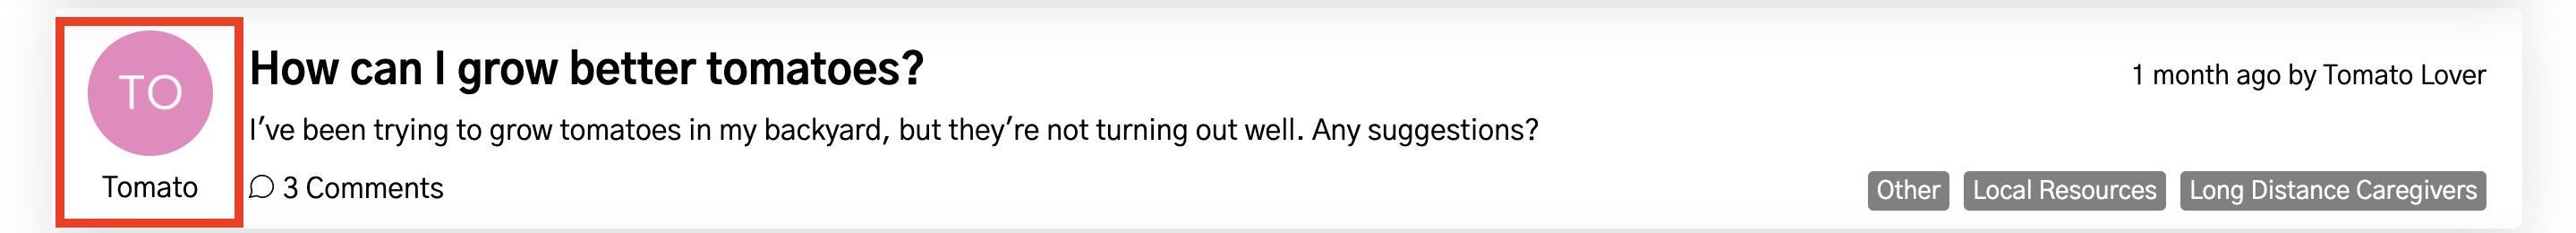 TO
Tomato
How can I grow better tomatoes?
1 month ago by Tomato Lover
I've been trying to grow tomatoes in my backyard, but they're not turning out well. Any suggestions?
3 Comments
Other Local Resources Long Distance Caregivers